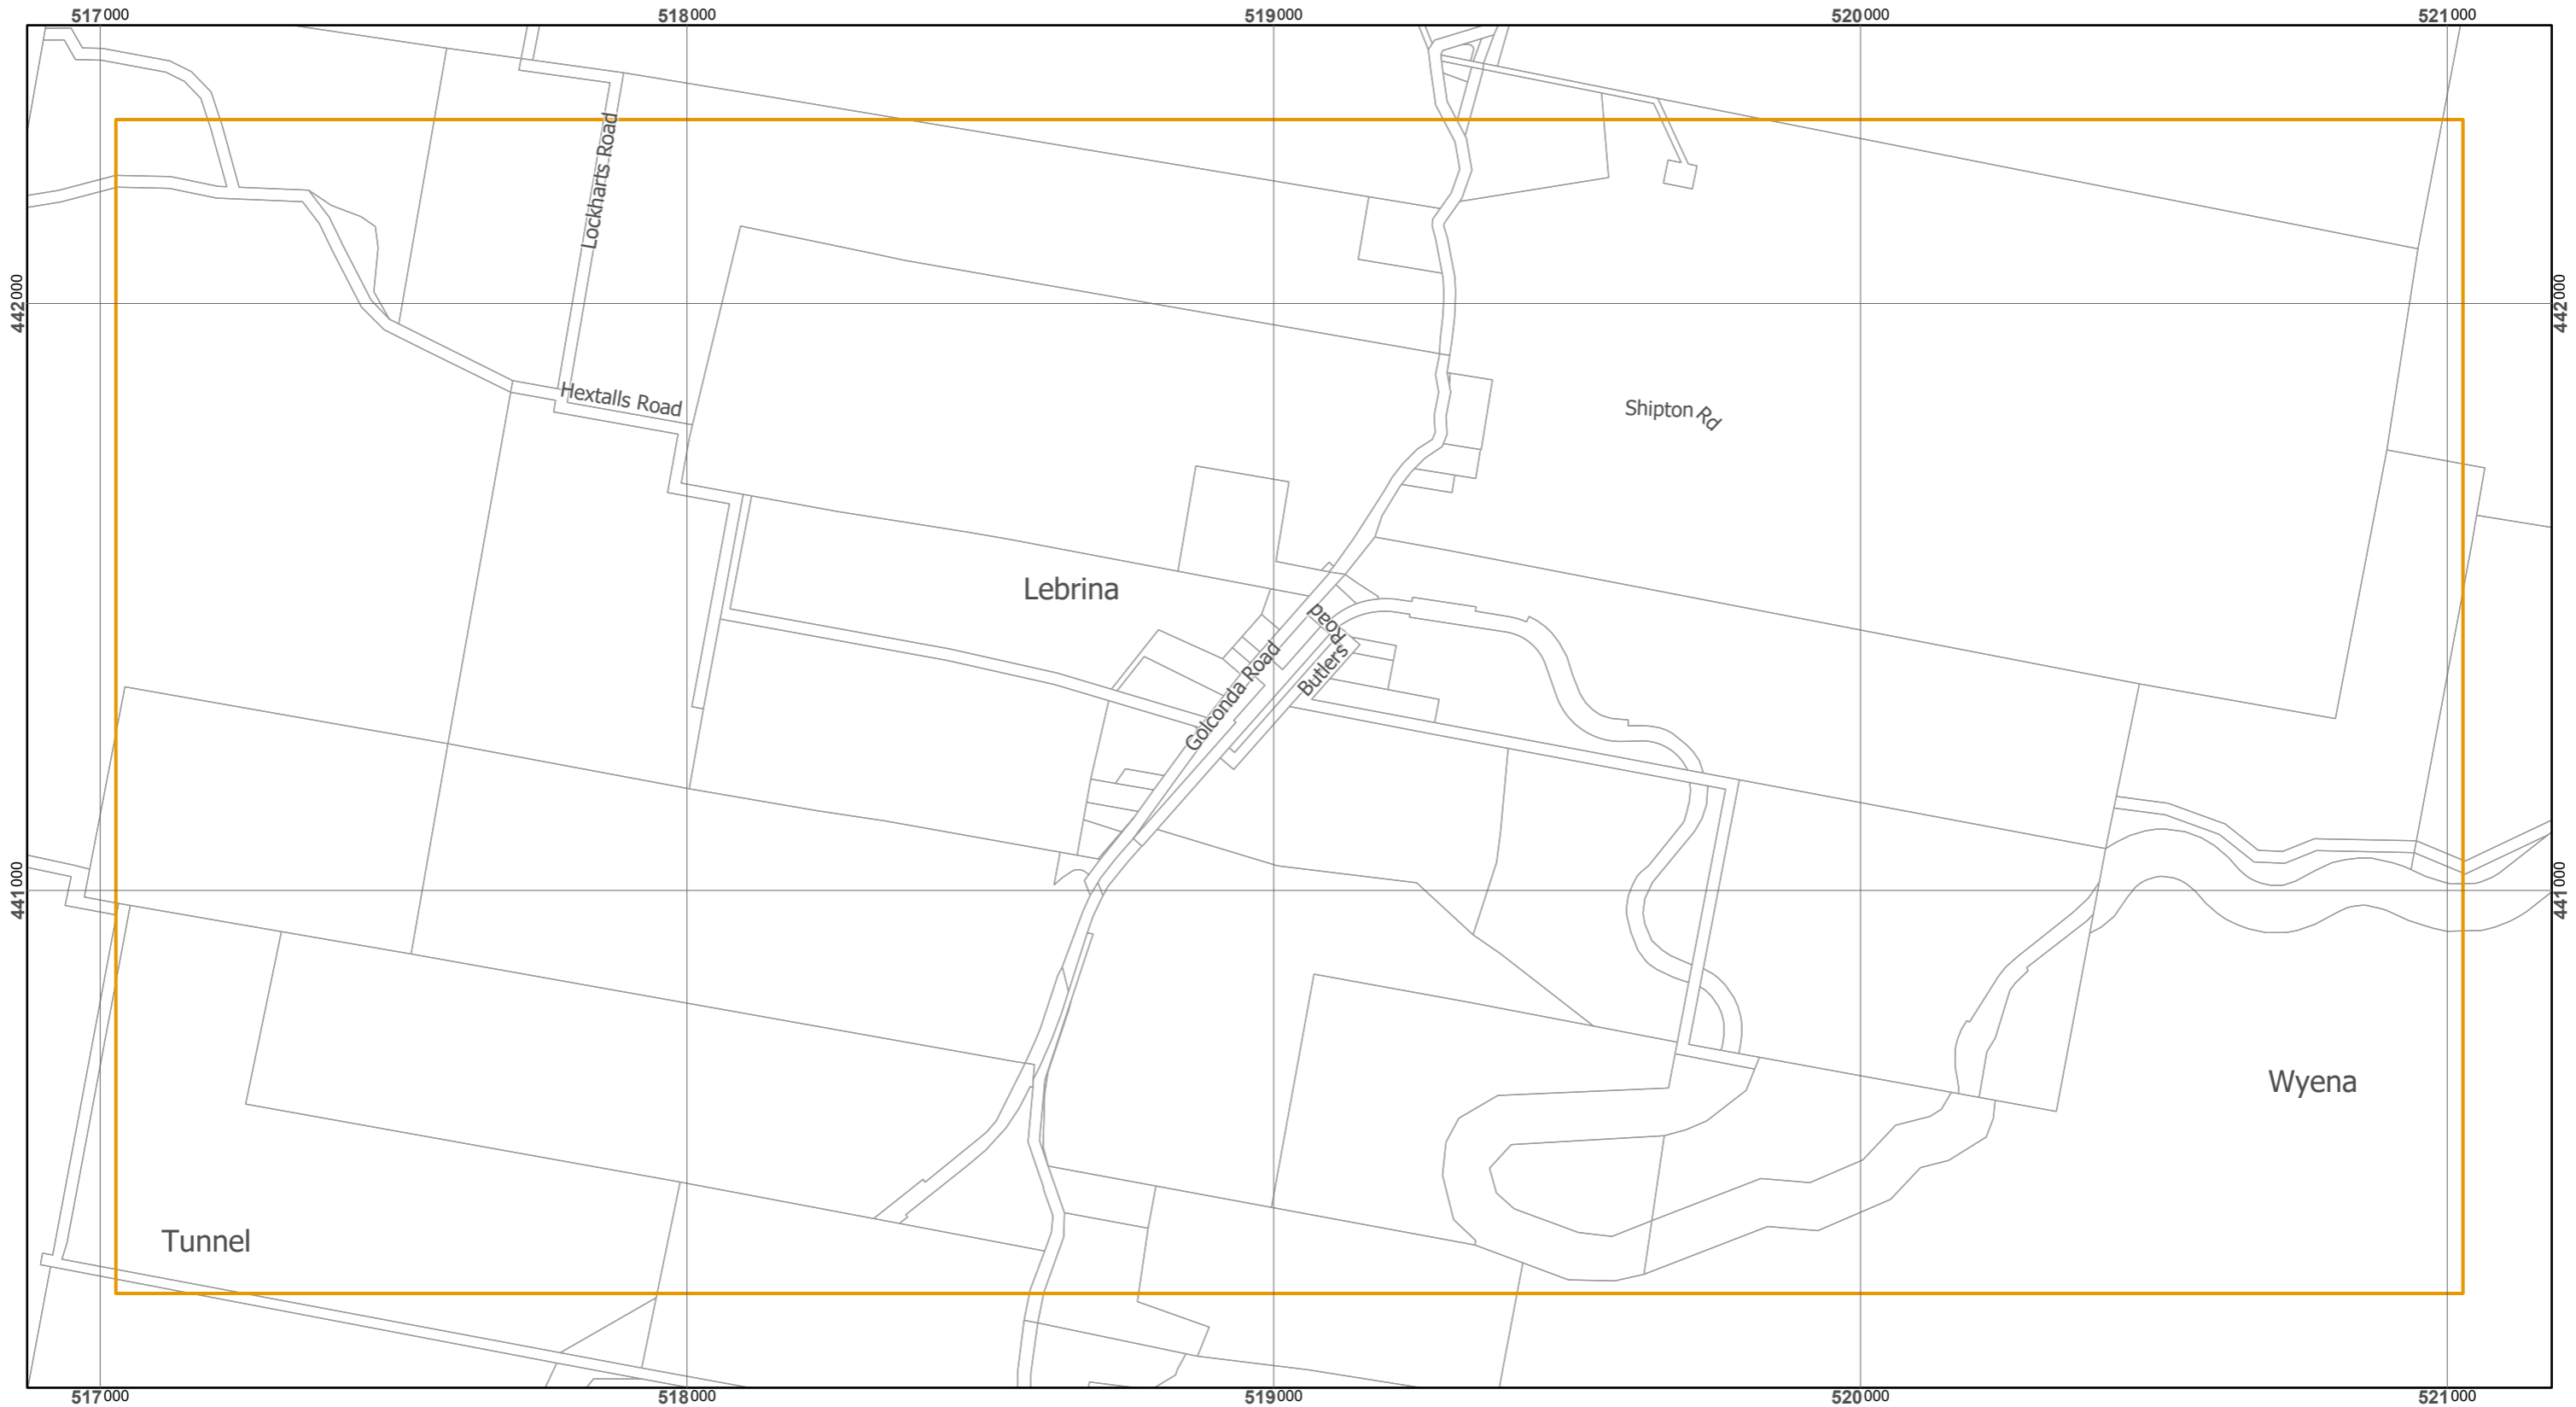 517000 518000 519000 520000 521000
Lockharts Road
442000 442000
Hextalls Road
Shipton Rd
Lebrina
Butlers Road
Golconda Road
441000 441000
Wyena
Tunnel
517000 518000 519000 520000 521000